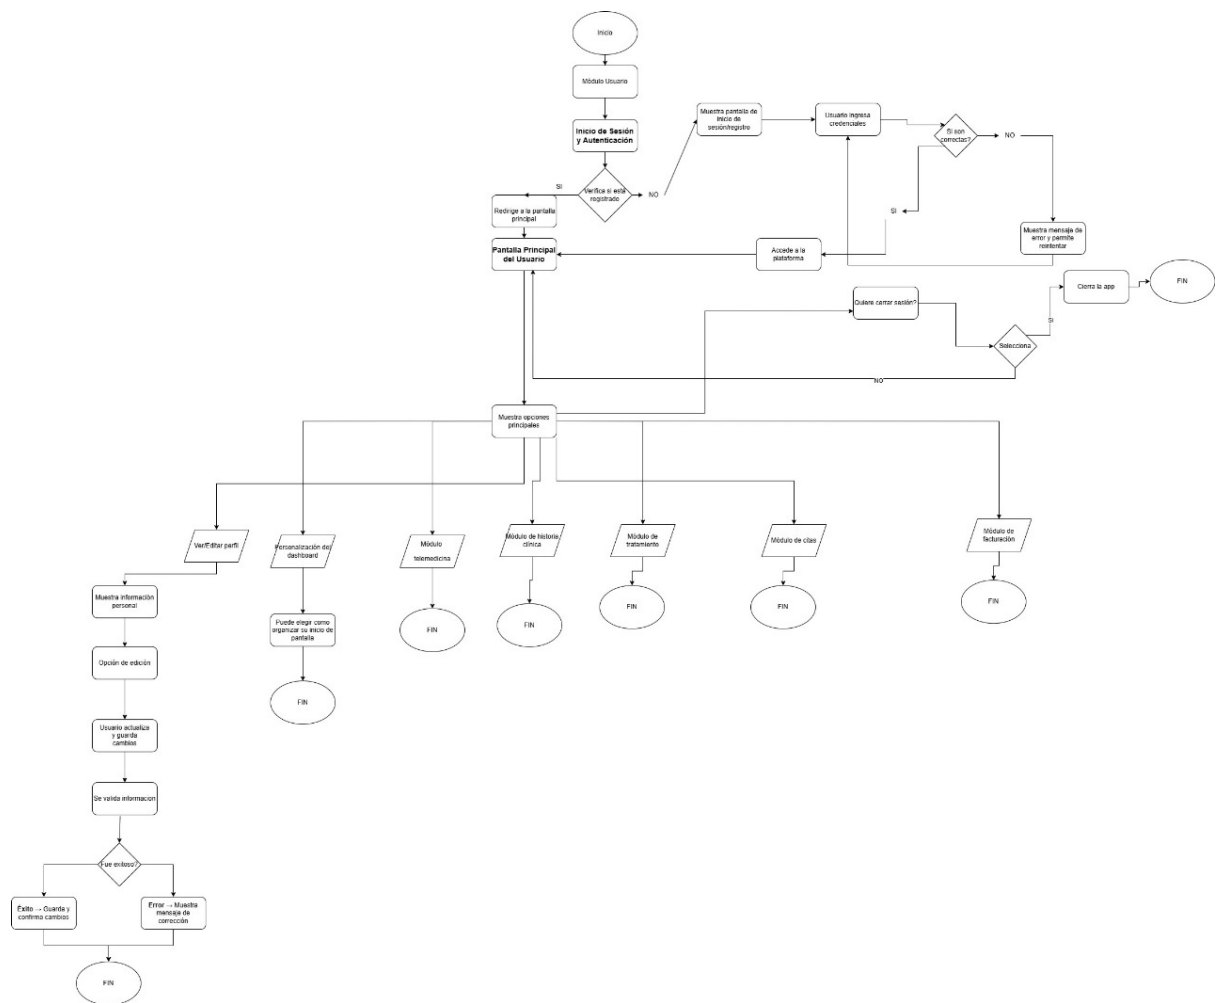 Inicio
Módulo Usuario
Inicio de Sesión
y Autenticación
Verifica si está
registrado
SI
NO
Muestra pantalla de
inicio de
sesión/registro
Usuario ingresa
credenciales
Si son
correctas?
NO
SI
Muestra mensaje de
error y permite
reintentar
Accede a la
plataforma
Redirige a la pantalla
principal
Pantalla Principal
del Usuario
Quiere cerrar sesión?
Selecciona
SI
NO
Cierra la app
FIN
Muestra opciones
principales
Ver/Editar perfil
Personalización del
dashboard
Módulo
telemedicina
Módulo de historia
clínica
Módulo de
tratamiento
Módulo de citas
Módulo de
facturación
Muestra información
personal
Puede elegir como
organizar su inicio de
pantalla
FIN
FIN
FIN
FIN
FIN
FIN
Opción de edición
Usuario actualiza
y guarda
cambios
Se valida informacion
Fue exitoso?
Éxito → Guarda y
confirma cambios
Error → Muestra
mensaje de
corrección
FIN